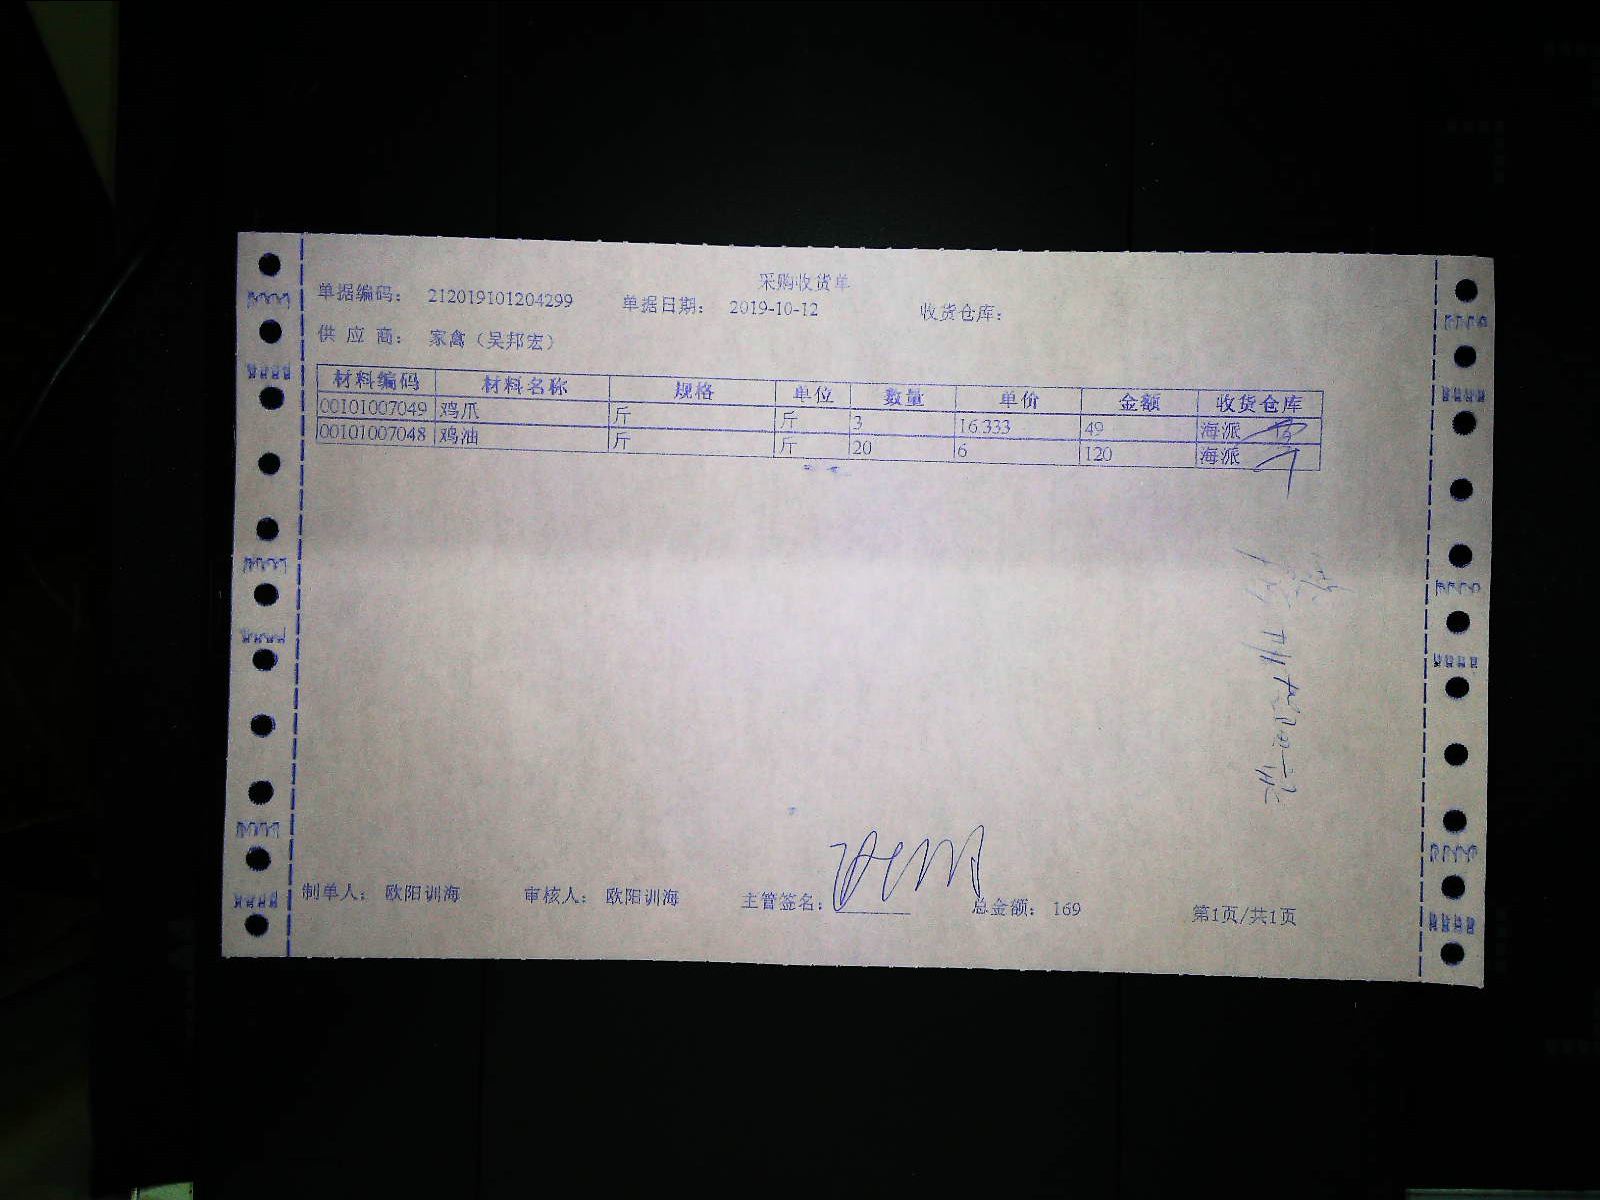 采购收货单
单据编码： 212019101204299 单据日期： 2019-10-12 收货仓库：
供 应 商： 家禽（吴邦宏）
材料编码 材料名称 规格 单位 数量 单价 金额 收货仓库
00101007049 鸡爪 斤 斤 3 16.333 49 海派
00101007048 鸡油 斤 斤 20 6 120 海派
制单人： 欧阳训海 审核人： 欧阳训海 主管签名： 总金额： 169 第1页/共1页